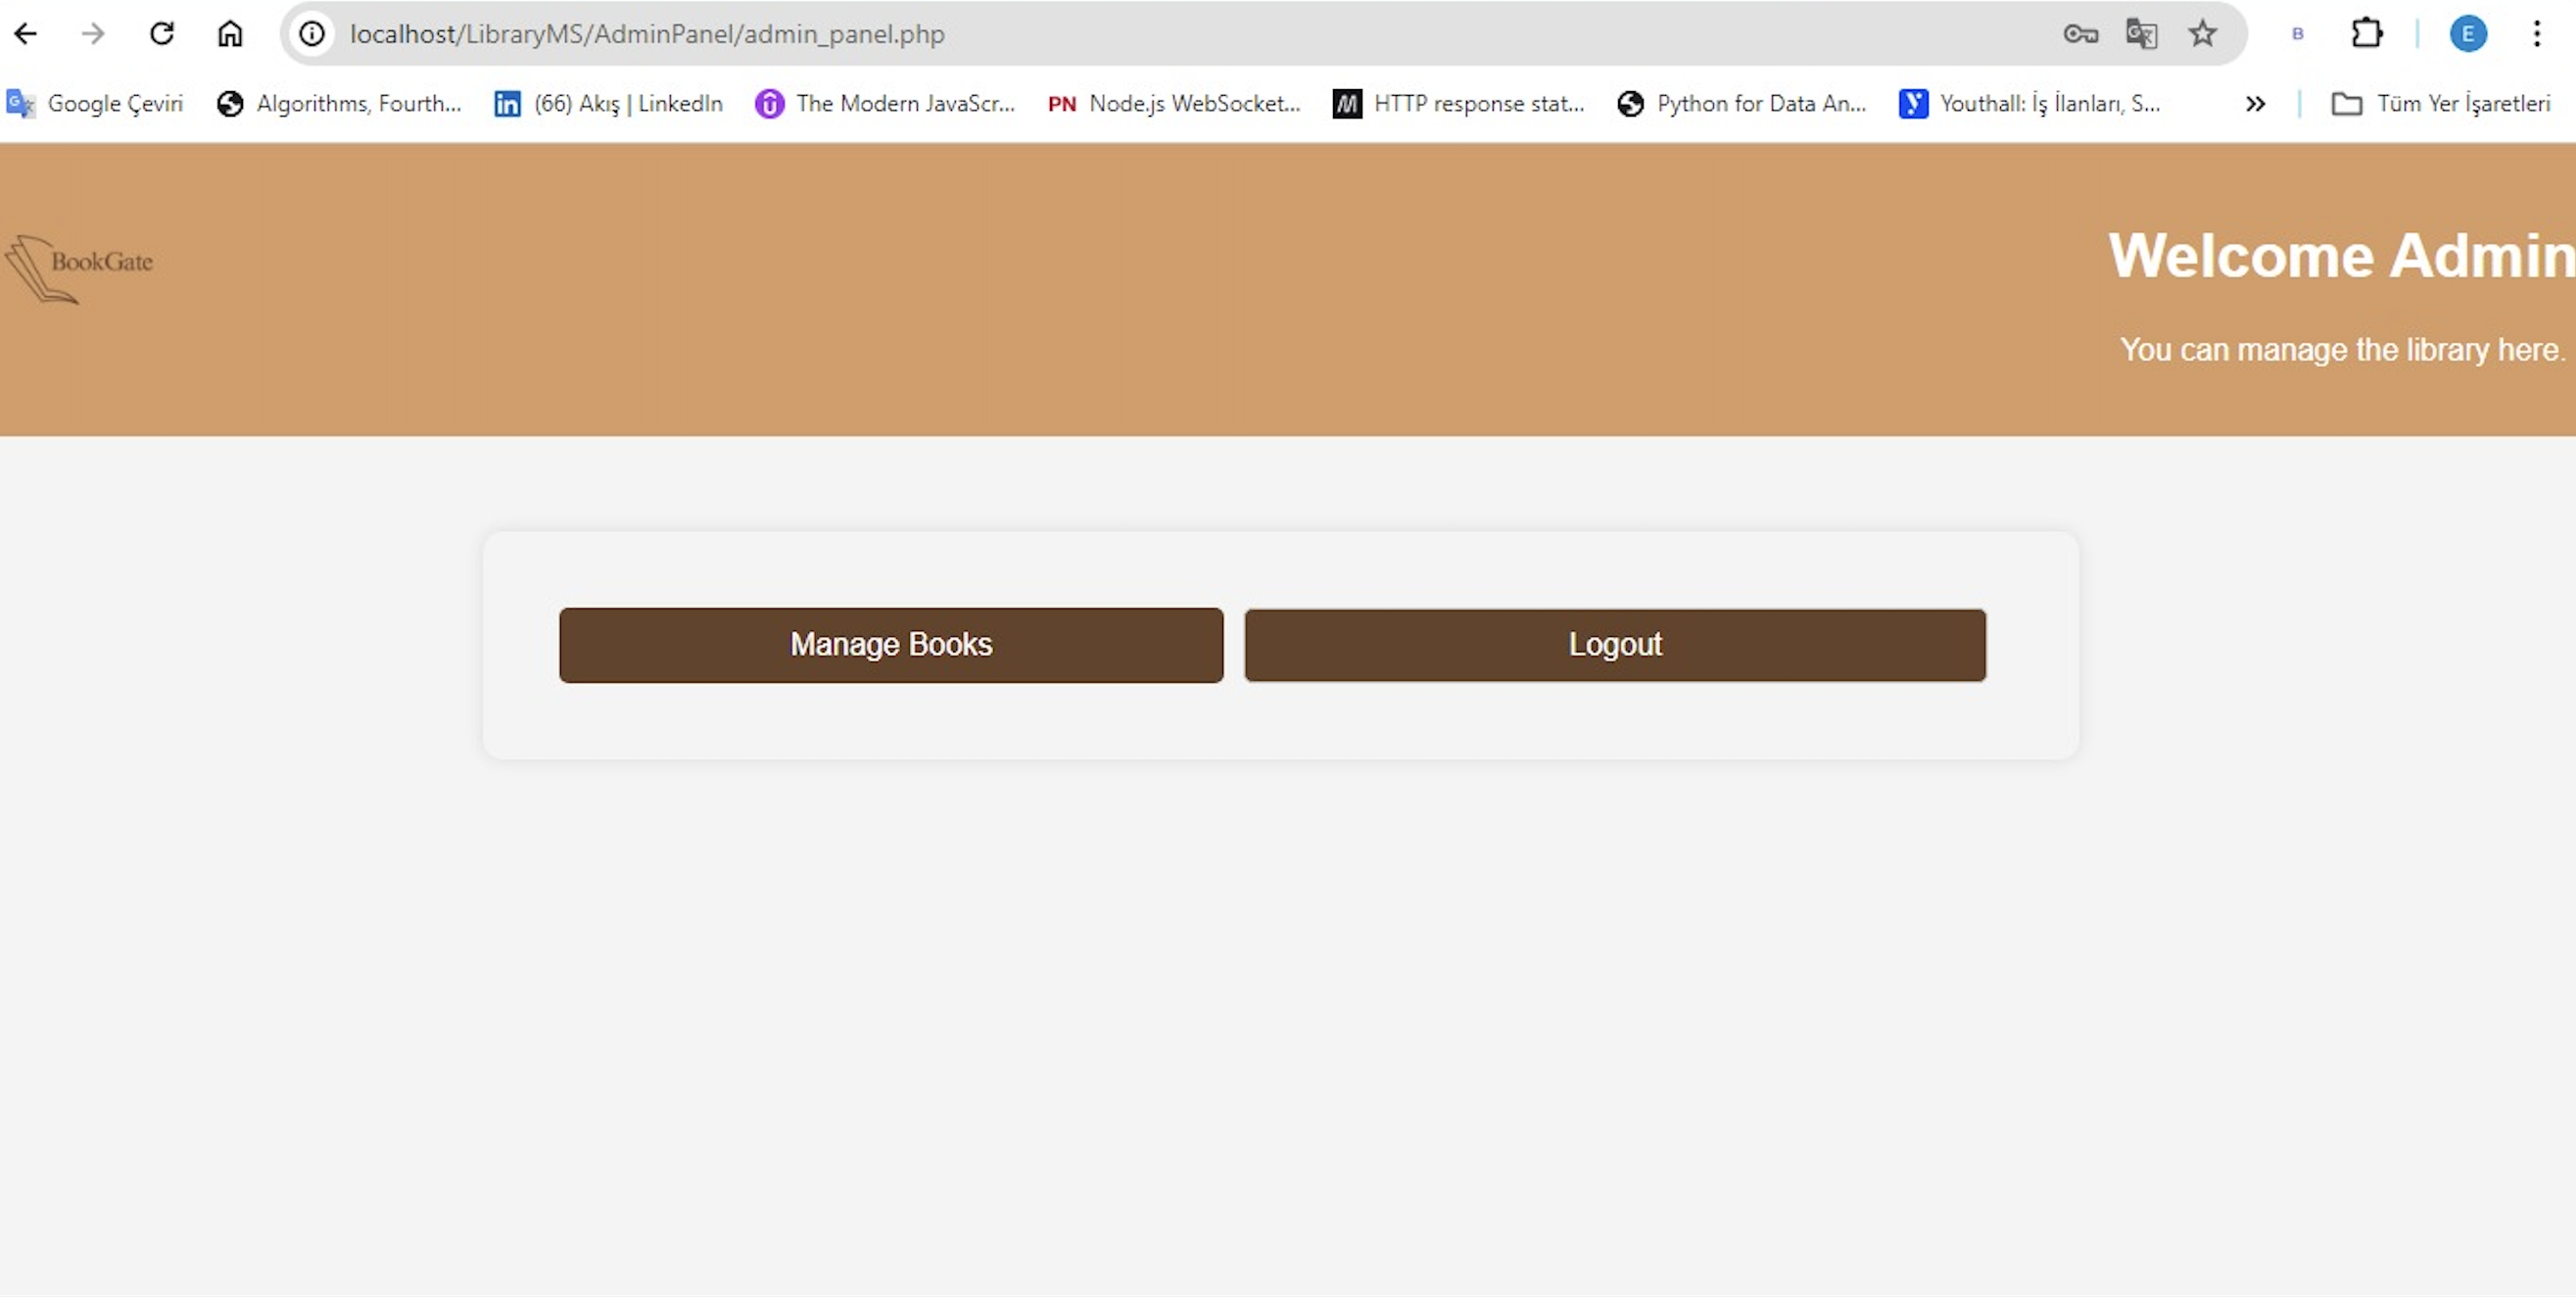 localhost/LibraryMS/AdminPanel/admin_panel.php
B
E
Google Çeviri
Algorithms, Fourth...
in
(66) Akış | LinkedIn
The Modern JavaScr...
PN
Node.js WebSocket...
HTTP response stat...
Python for Data An...
Youthall: İş İlanları, S...
»
Tüm Yer İşaretleri
BookGate
Welcome Admin
You can manage the library here.
Manage Books
Logout